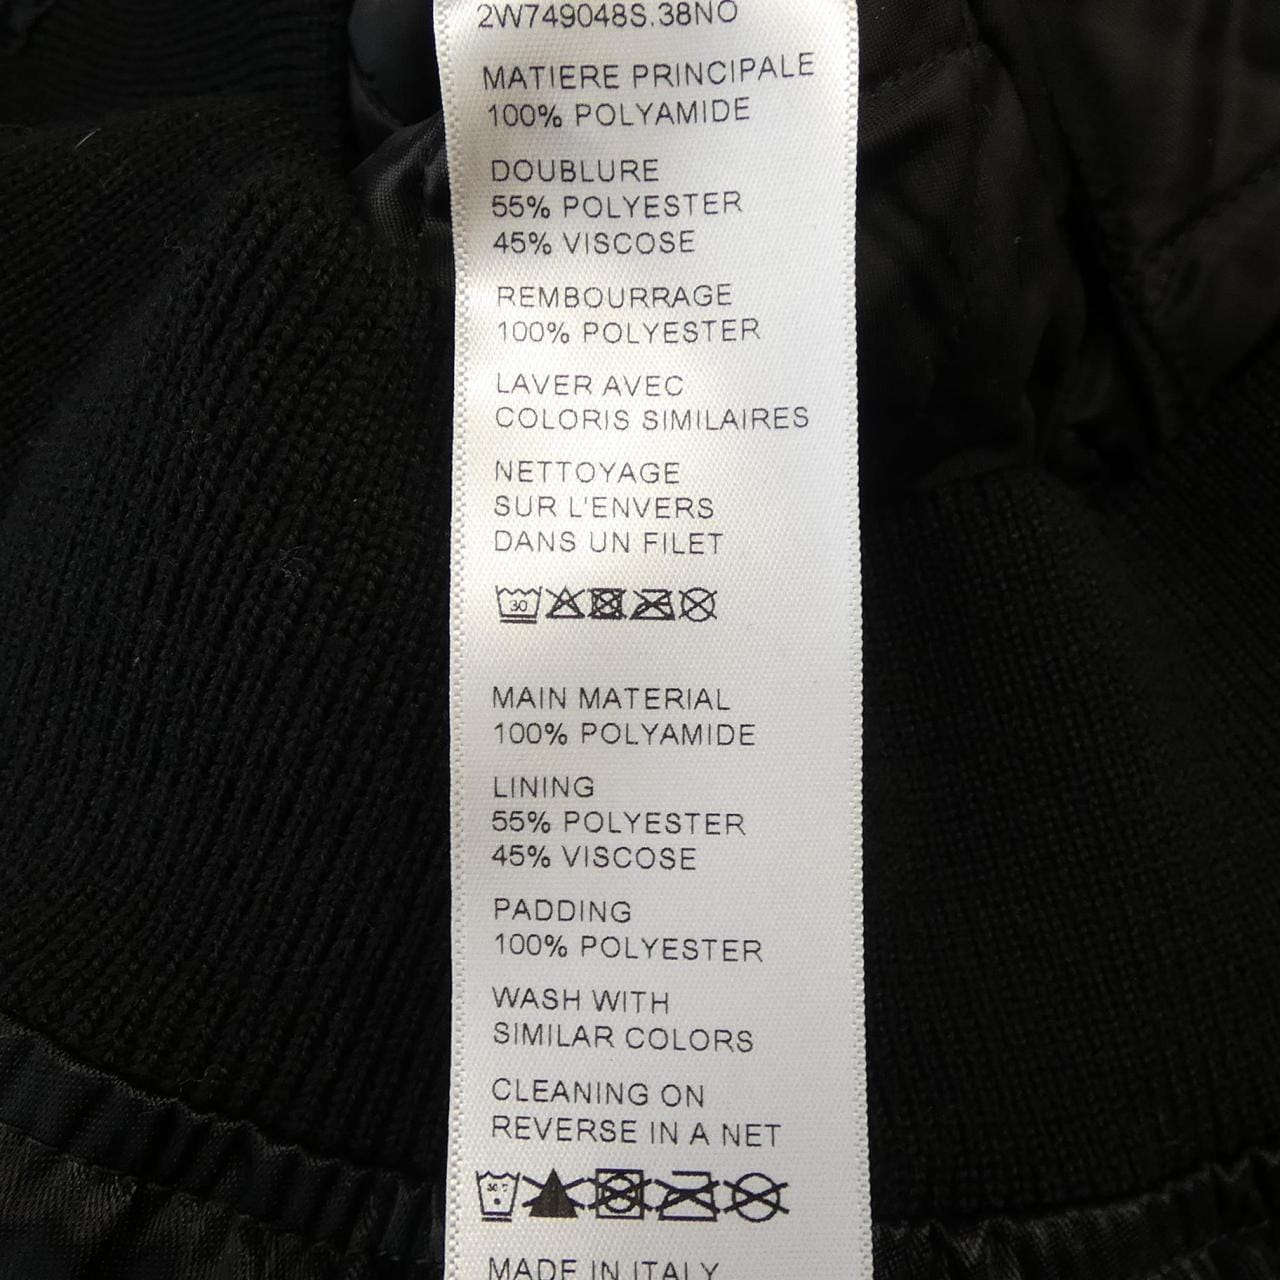 2W749048S.38NO
MATIERE PRINCIPALE
100% POLYAMIDE
DOUBLURE
55% POLYESTER
45% VISCOSE
REMBOURRAGE
100% POLYESTER
LAVER AVEC
COLORIS SIMILAIRES
NETTOYAGE
SUR L'ENVERS
DANS UN FILET
30
MAIN MATERIAL
100% POLYAMIDE
LINING
55% POLYESTER
45% VISCOSE
PADDING
100% POLYESTER
WASH WITH
SIMILAR COLORS
CLEANING ON
REVERSE IN A NET
30°C
MADE IN ITALY